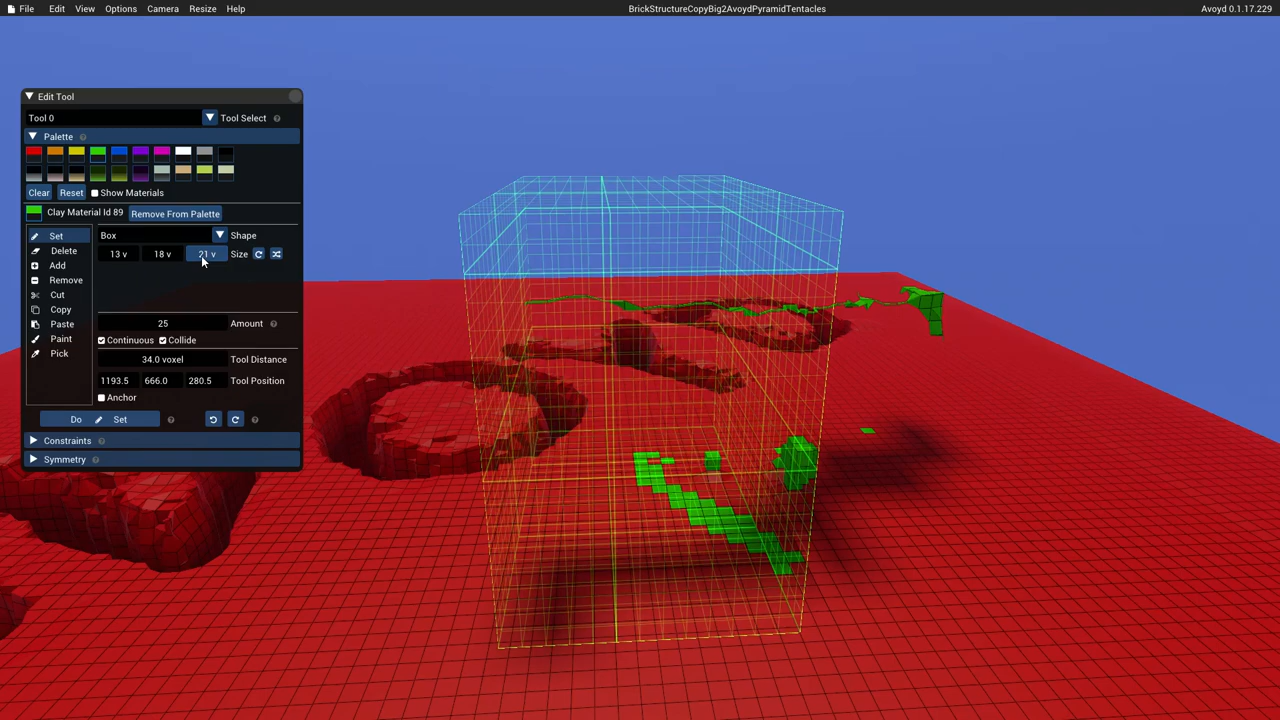 File Edit View Options Camera Resize Help BrickStructureCopyBig2AvoydPyramidTentacles Avoyd 0.1.17.229
Edit Tool
Tool 0 Tool Select ?
Palette ?
Clear Reset Show Materials
Clay Material Id 89 Remove From Palette
Set Box Shape
Delete 13 v 18 v 21 v Size
Add
Remove
Cut
Copy
Paste 25 Amount ?
Paint Continuous Collide
Pick 34.0 voxel Tool Distance
1193.5 666.0 280.5 Tool Position
Anchor
Do Set ? ?
Constraints ?
Symmetry ?